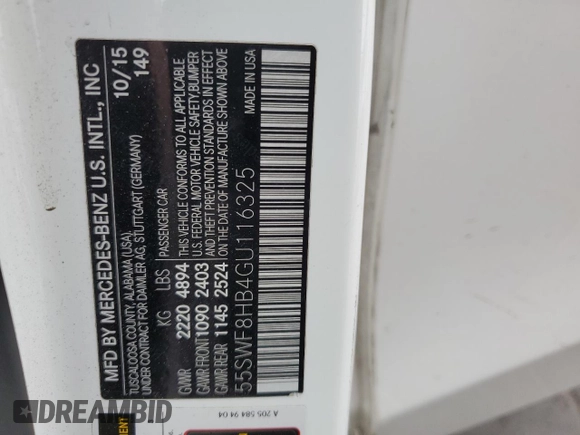 MFD BY MERCEDES-BENZ U.S. INTL., INC
TUSCALOOSA COUNTY, ALABAMA (USA)
UNDER CONTRACT FOR DAIMLER AG, STUTTGART (GERMANY)
10/15
149
KG LBS PASSENGER CAR
GVWR 2220 4894
GAWR FRONT 1090 2403
GAWR REAR 1145 2524
THIS VEHICLE CONFORMS TO ALL APPLICABLE
U.S. FEDERAL MOTOR VEHICLE SAFETY, BUMPER
AND THEFT PREVENTION STANDARDS IN EFFECT
ON THE DATE OF MANUFACTURE SHOWN ABOVE
55SWF8HB4GU116325
MADE IN USA
A 205 584 94 04
DREAMBID